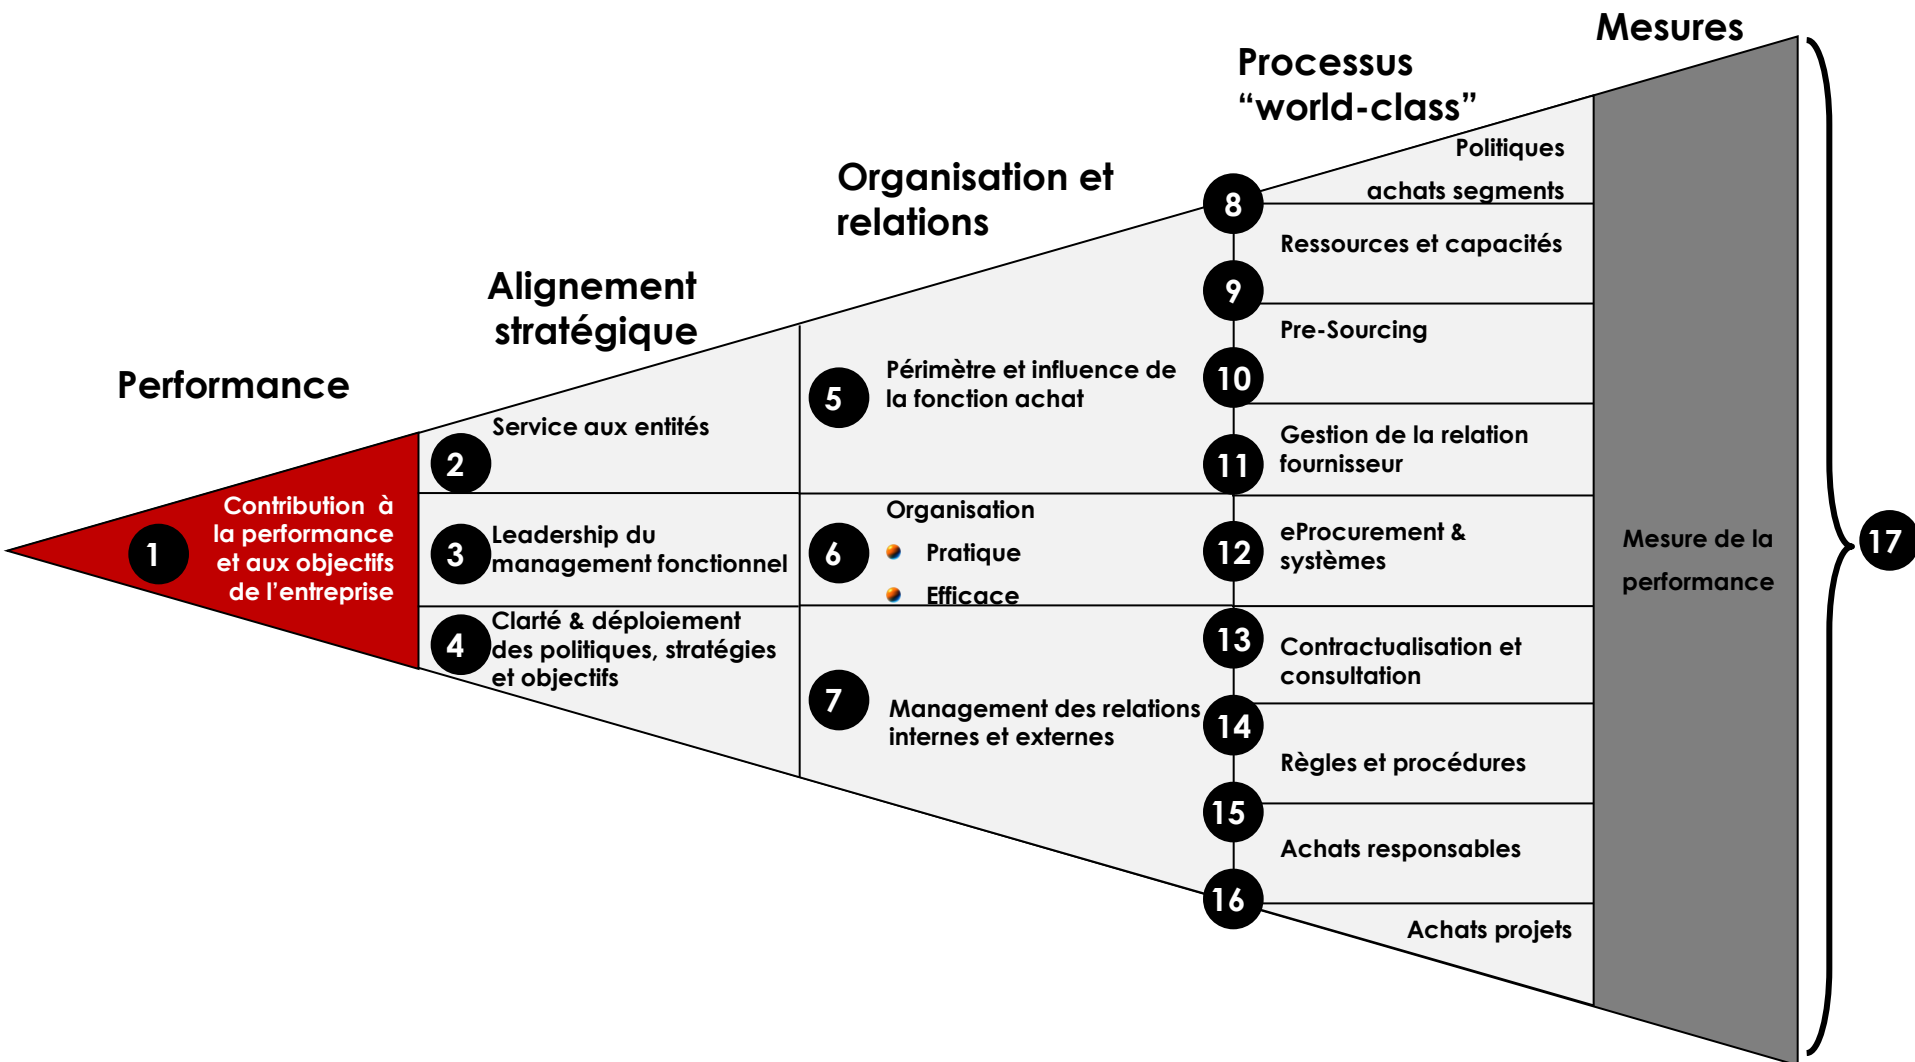 Performance
1
Contribution à
la performance
et aux objectifs
de l'entreprise
Alignement
stratégique
2
Service aux entités
3
Leadership du
management fonctionnel
4
Clarté & déploiement
des politiques, stratégies
et objectifs
Organisation et
relations
5
Périmètre et influence de
la fonction achat
6
Organisation
Pratique
Efficace
7
Management des relations
internes et externes
Processus
“world-class”
8
Politiques
achats segments
9
Ressources et capacités
10
Pre-Sourcing
11
Gestion de la relation
fournisseur
12
eProcurement &
systèmes
13
Contractualisation et
consultation
14
Règles et procédures
15
Achats responsables
16
Achats projets
Mesures
Mesure de la
performance
17